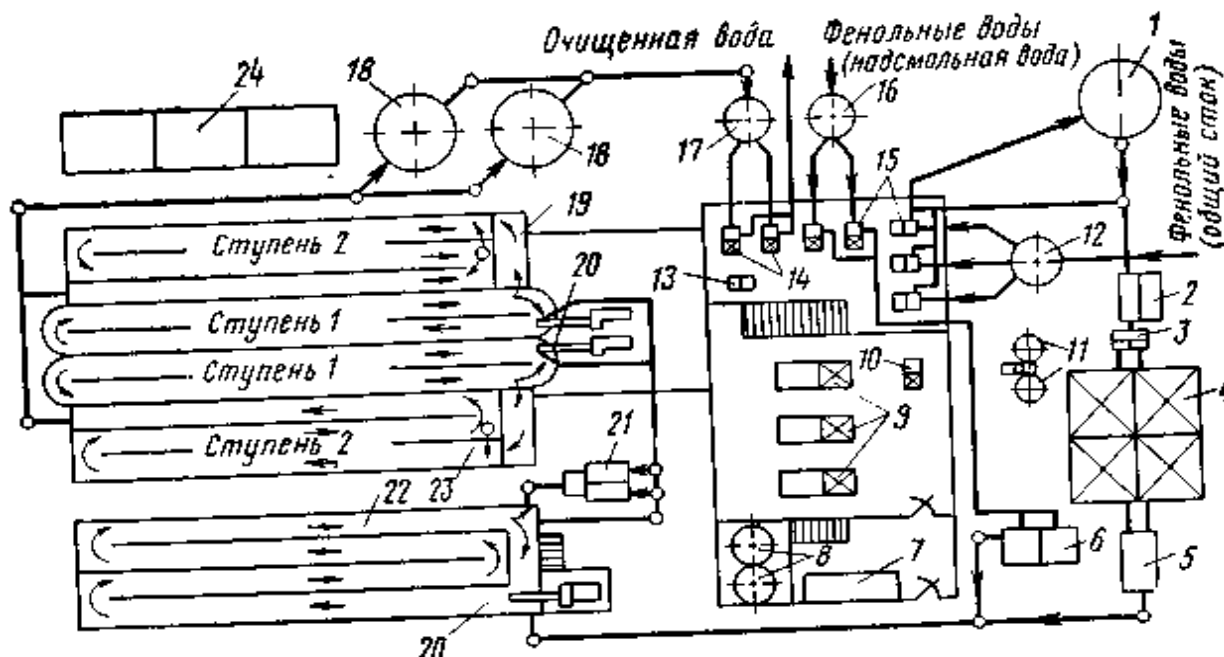 Очищенная вода
Фенольные воды
(надсмольная вода)
1
Фенольные воды
(общий сток)
24
18
18
17
16
15
12
2
3
19
Ступень 2
20
13
14
Ступень 1
Ступень 1
10
11
4
9
Ступень 2
23
21
22
8
7
6
5
20